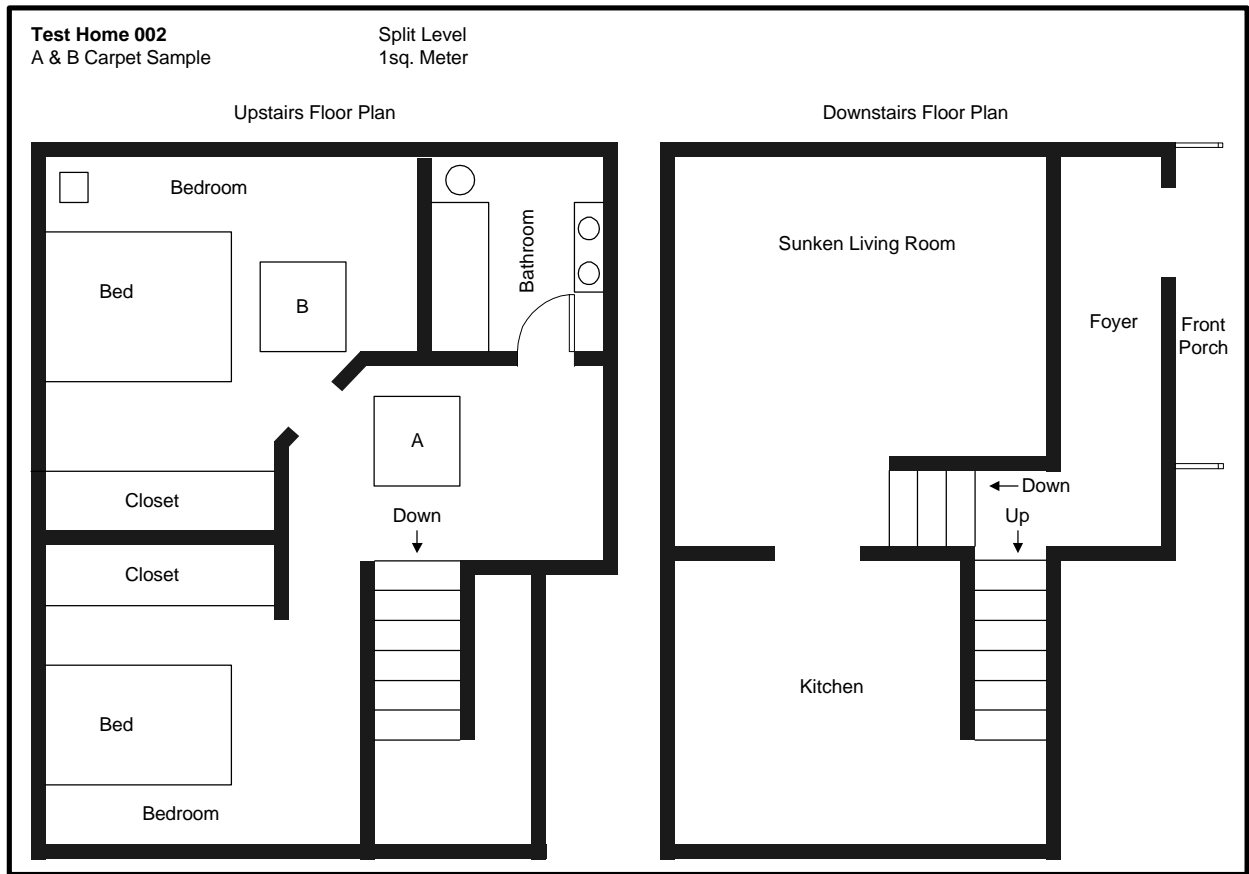 Test Home 002
Split Level
A & B Carpet Sample
1sq. Meter
Upstairs Floor Plan
Downstairs Floor Plan
Bedroom
Bathroom
Bed
B
A
Closet
Down
Closet
Bed
Bedroom
Sunken Living Room
Foyer
Front
Porch
Down
Up
Kitchen